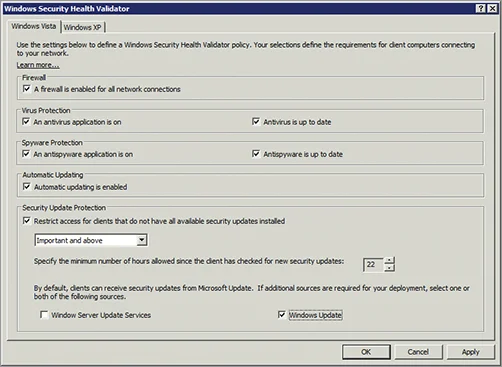 Windows Security Health Validator
Windows Vista
Windows XP
Use the settings below to define a Windows Security Health Validator policy. Your selections define the requirements for client computers connecting
to your network.
Learn more...
Firewall
A firewall is enabled for all network connections
Virus Protection
An antivirus application is on
Antivirus is up to date
Spyware Protection
An antispyware application is on
Antispyware is up to date
Automatic Updating
Automatic updating is enabled
Security Update Protection
Restrict access for clients that do not have all available security updates installed
Important and above
Specify the minimum number of hours allowed since the client has checked for new security updates:
22
By default, clients can receive security updates from Microsoft Update. If additional sources are required for your deployment, select one or
both of the following sources.
Window Server Update Services
Windows Update
OK
Cancel
Apply